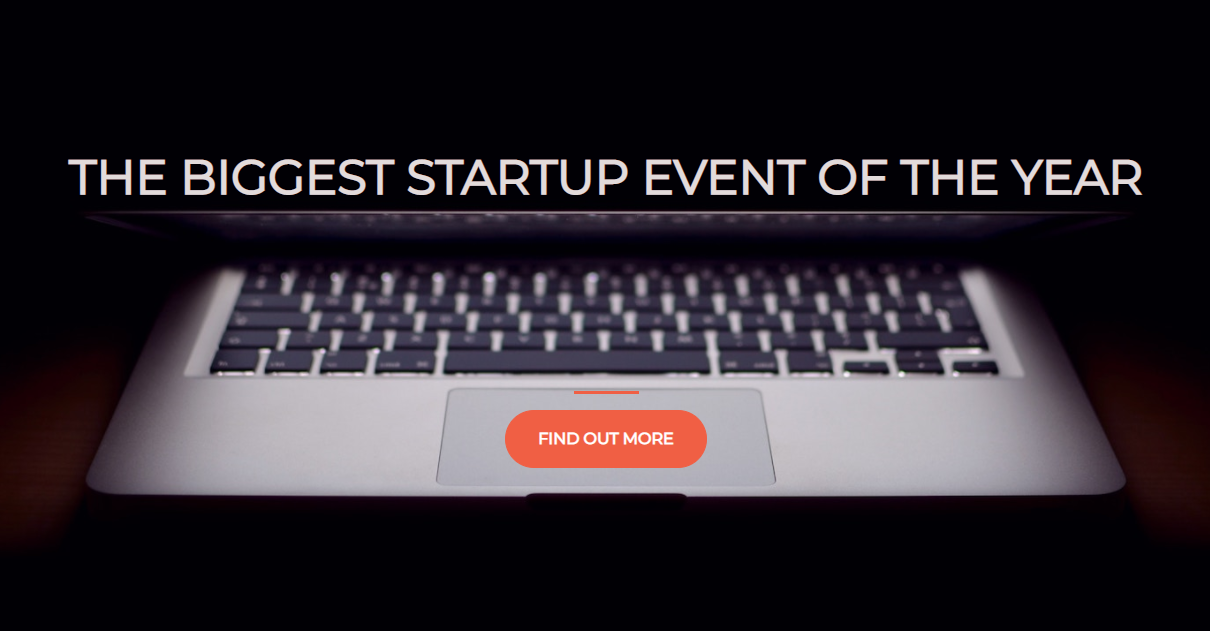 THE BIGGEST STARTUP EVENT OF THE YEAR
FIND OUT MORE